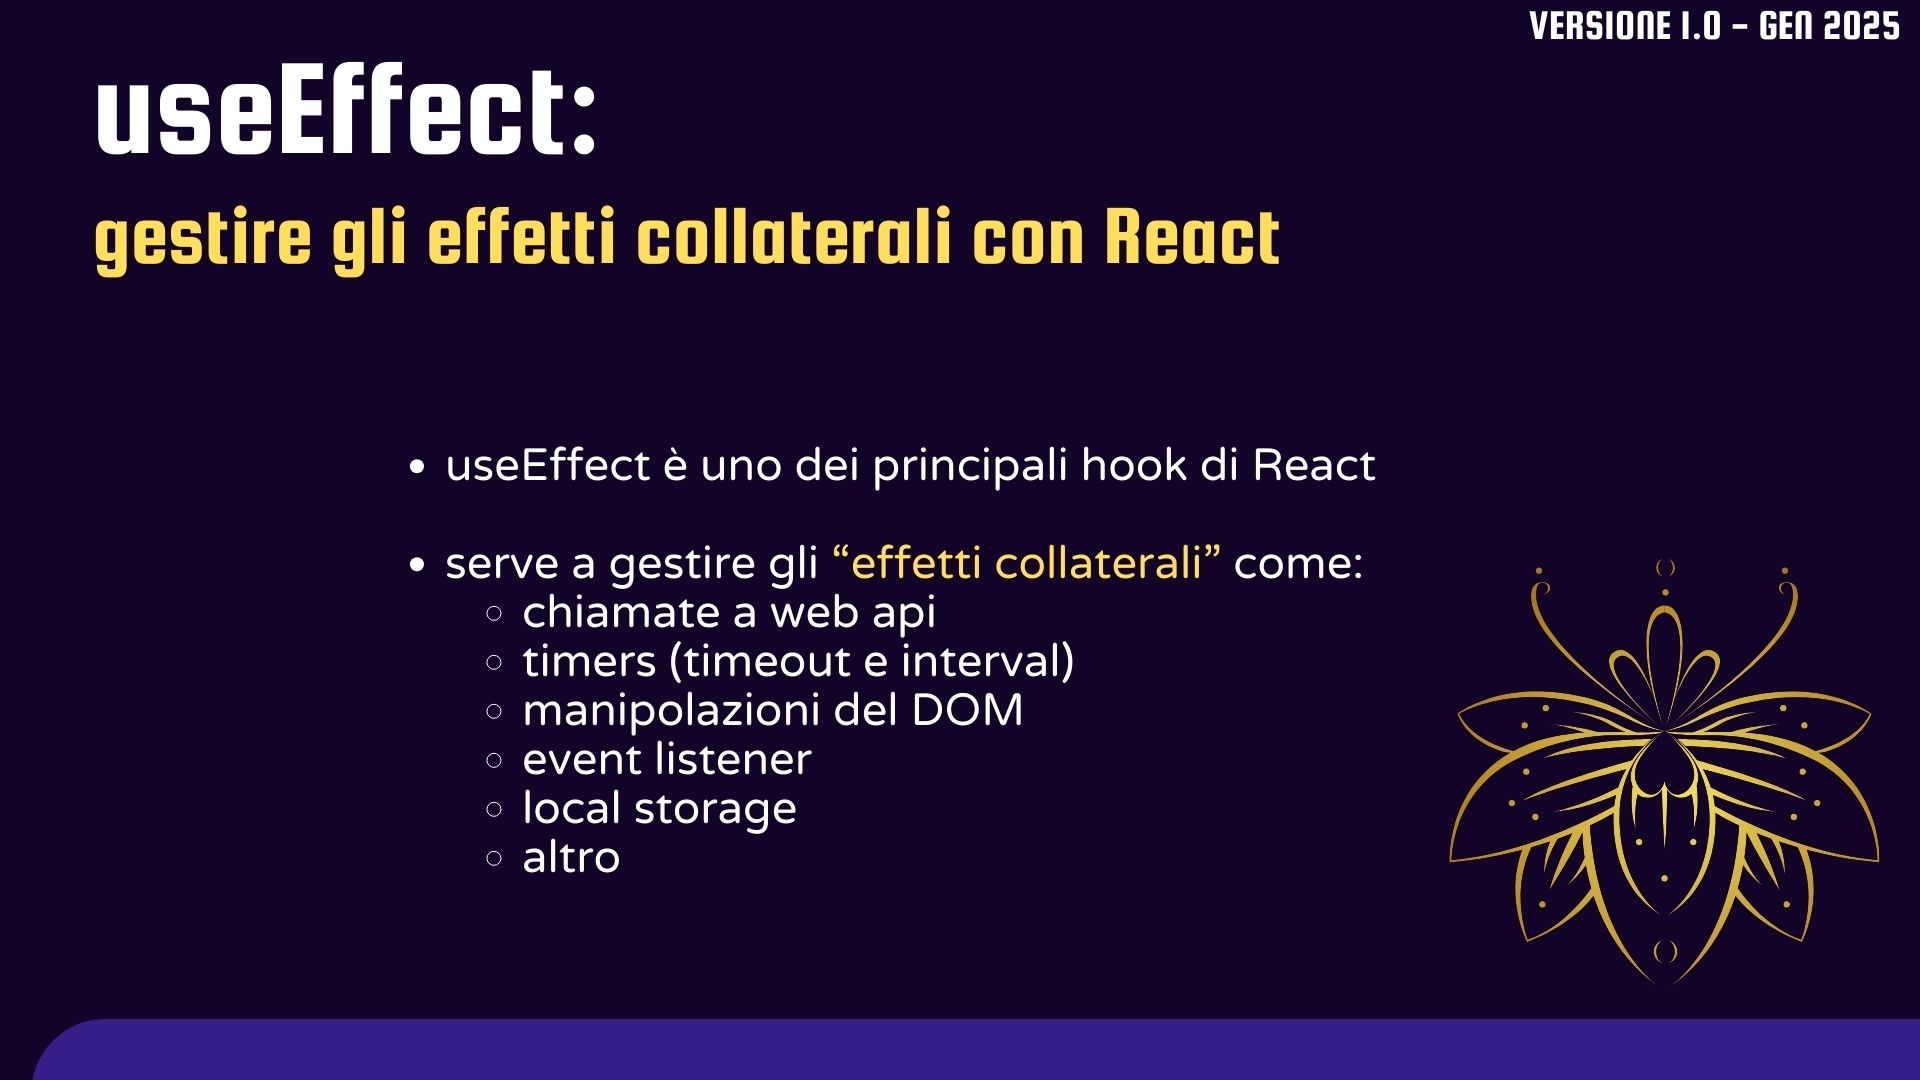 VERSIONE 1.0 - GEN 2025
useEffect:
gestire gli effetti collaterali con React
• useEffect è uno dei principali hook di React
• serve a gestire gli “effetti collaterali” come:
◦ chiamate a web api
◦ timers (timeout e interval)
◦ manipolazioni del DOM
◦ event listener
◦ local storage
◦ altro